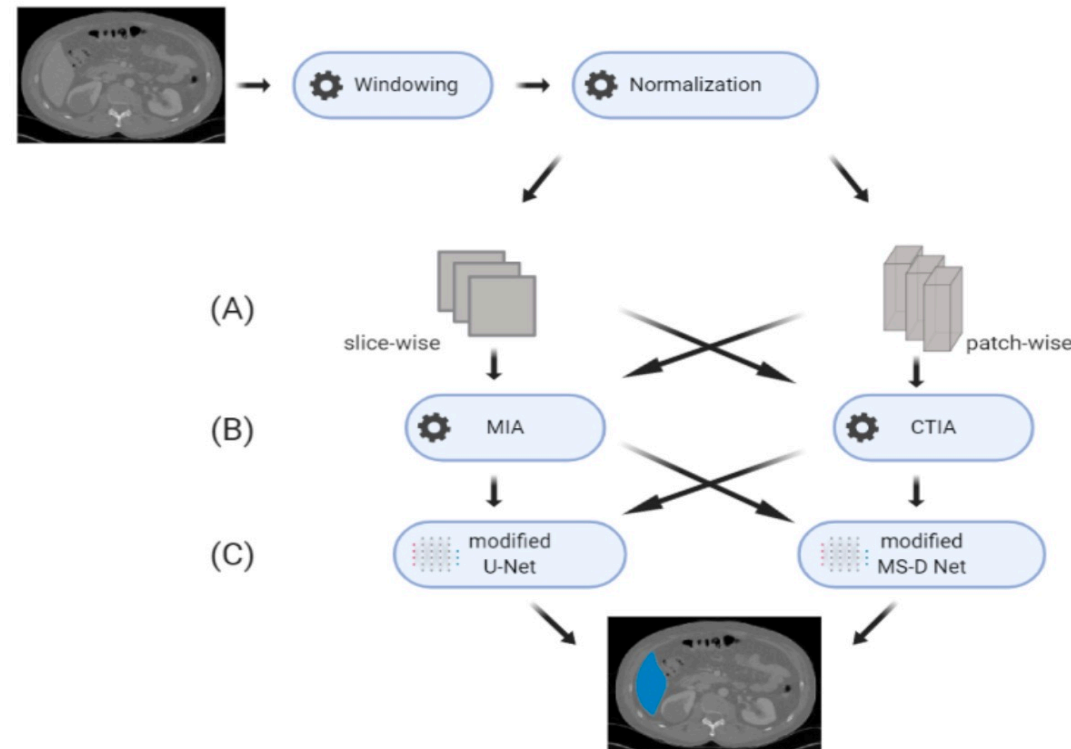 Windowing
Normalization
(A)
slice-wise
patch-wise
(B)
MIA
CTIA
(C)
modified
U-Net
modified
MS-D Net